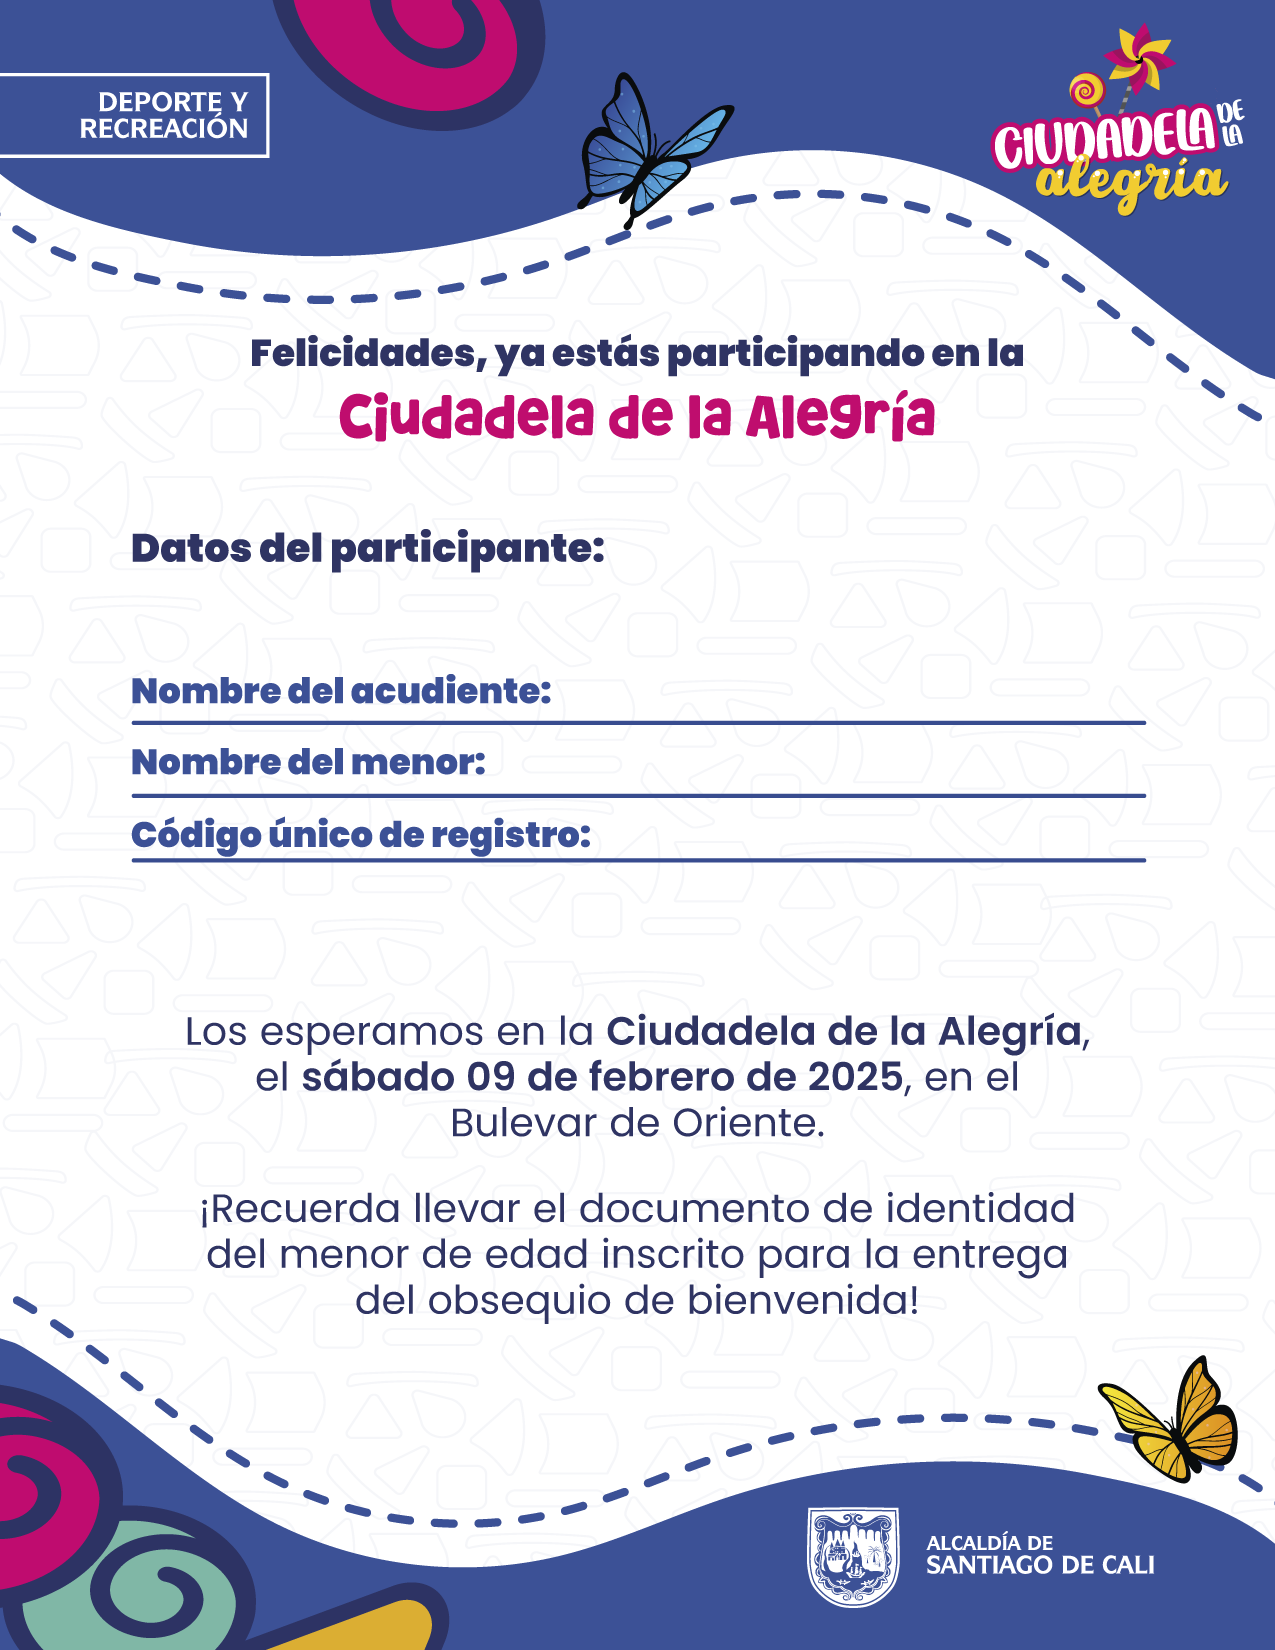 DEPORTE Y
RECREACIÓN
CIUDADELA DE LA
alegría
Felicidades, ya estás participando en la
Ciudadela de la Alegría
Datos del participante:
Nombre del acudiente:
Nombre del menor:
Código único de registro:
Los esperamos en la Ciudadela de la Alegría,
el sábado 09 de febrero de 2025, en el
Bulevar de Oriente.
¡Recuerda llevar el documento de identidad
del menor de edad inscrito para la entrega
del obsequio de bienvenida!
ALCALDÍA DE
SANTIAGO DE CALI